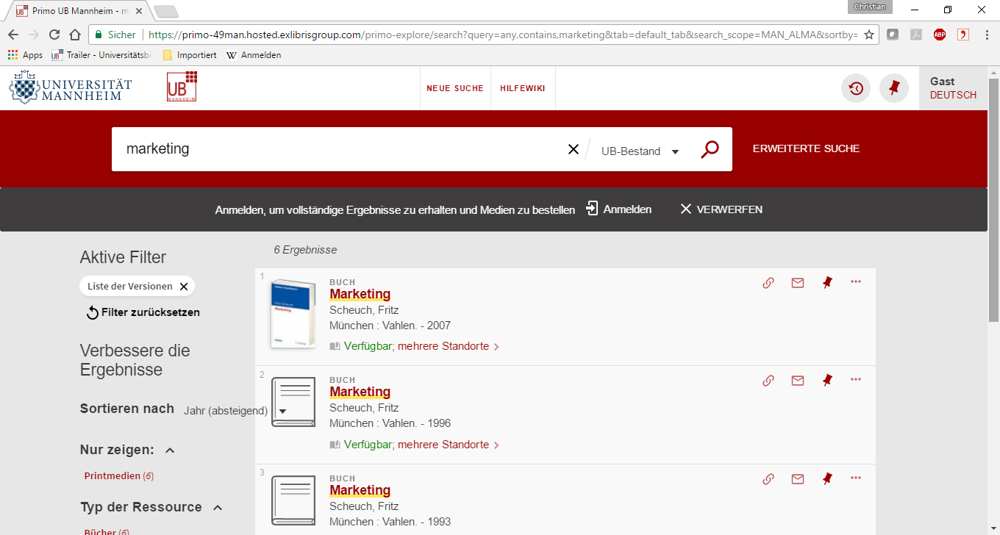 Christian
Primo UB Mannheim - m
Sicher
https://primo-49man.hosted.exlibrisgroup.com/primo-explore/search?query=any,contains,marketing&tab=default_tab&search_scope=MAN_ALMA&sortby=
ABP
Apps
Trailer - Universitätsbi
Importiert
W Anmelden
UNIVERSITÄT
MANNHEIM
UB
MANNHEIM
NEUE SUCHE
HILFEWIKI
Gast
DEUTSCH
marketing
UB-Bestand
ERWEITERTE SUCHE
Anmelden, um vollständige Ergebnisse zu erhalten und Medien zu bestellen
Anmelden
VERWERFEN
Aktive Filter
Liste der Versionen
Filter zurücksetzen
Verbessere die
Ergebnisse
Sortieren nach Jahr (absteigend)
Nur zeigen:
Printmedien (6)
Typ der Ressource
Bücher (6)
6 Ergebnisse
1
Fritz Scheuch
Marketing
BUCH
Marketing
Scheuch, Fritz
München : Vahlen. - 2007
Verfügbar; mehrere Standorte
2
BUCH
Marketing
Scheuch, Fritz
München : Vahlen. - 1996
Verfügbar; mehrere Standorte
3
BUCH
Marketing
Scheuch, Fritz
München : Vahlen. - 1993